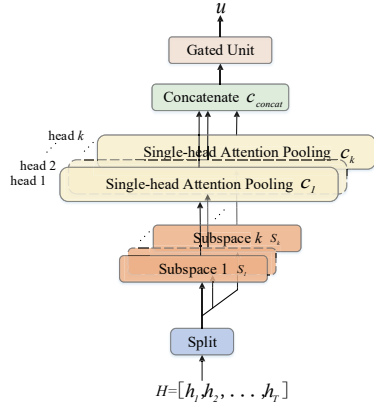 u
Gated Unit
Concatenate c_concat
head k
Single-head Attention Pooling c_k
head 2
head 1
Single-head Attention Pooling c_1
Subspace k s_k
Subspace 1 s_1
Split
H=[h_1,h_2, . . . ,h_T]